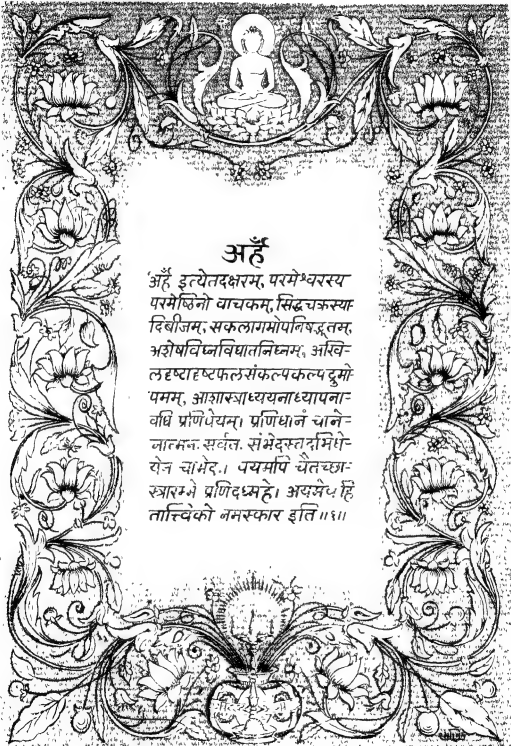 अर्हँ
'अर्हँ इत्येतदक्षरम्, परमेश्वरस्य
परमेष्ठिनो वाचकम्, सिद्धचक्रस्या-
दिबीजम्, सकलागमोपनिषद्भूतम्,
अशेषविघ्नविघातनिघ्नम्, अखि-
लदृष्टादृष्टफलसंकल्पकल्पद्रुमो-
पमम्, आशास्त्राध्ययनाध्यापना-
वधि प्रणिधेयम्। प्रणिधानं चाने-
नात्मनः सर्वतः संभेदस्तदभिधे-
येन चाभेदः। वयमपि चैतच्छा-
स्त्रारम्भे प्रणिदध्महे। अयमेव हि
तात्त्विको नमस्कार इति॥६॥